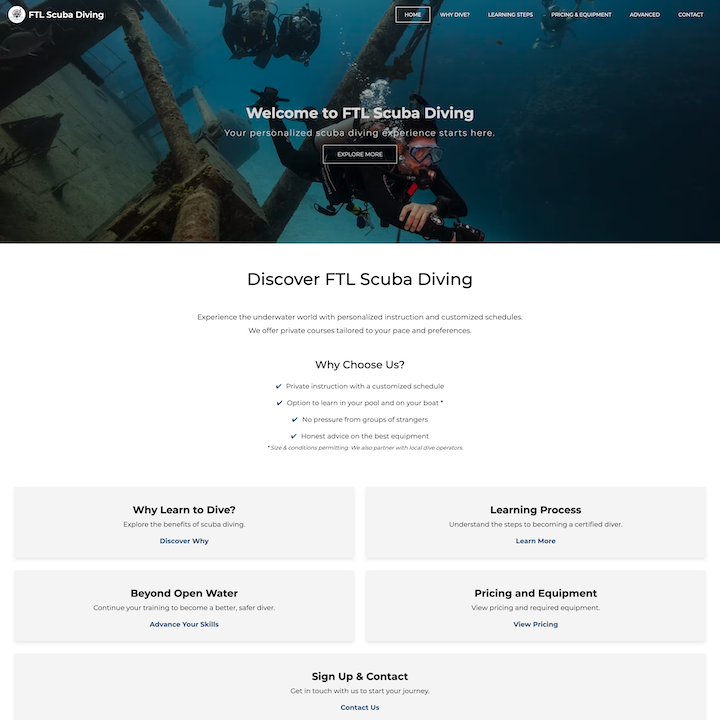 FTL Scuba Diving
HOME
WHY DIVE?
LEARNING STEPS
PRICING & EQUIPMENT
ADVANCED
CONTACT
Welcome to FTL Scuba Diving
Your personalized scuba diving experience starts here.
EXPLORE MORE
Discover FTL Scuba Diving
Experience the underwater world with personalized instruction and customized schedules.
We offer private courses tailored to your pace and preferences.
Why Choose Us?
✔ Private instruction with a customized schedule
✔ Option to learn in your pool and on your boat *
✔ No pressure from groups of strangers
✔ Honest advice on the best equipment
* Size & conditions permitting. We also partner with local dive operators.
Why Learn to Dive?
Explore the benefits of scuba diving.
Discover Why
Learning Process
Understand the steps to becoming a certified diver.
Learn More
Beyond Open Water
Continue your training to become a better, safer diver.
Advance Your Skills
Pricing and Equipment
View pricing and required equipment.
View Pricing
Sign Up & Contact
Get in touch with us to start your journey.
Contact Us